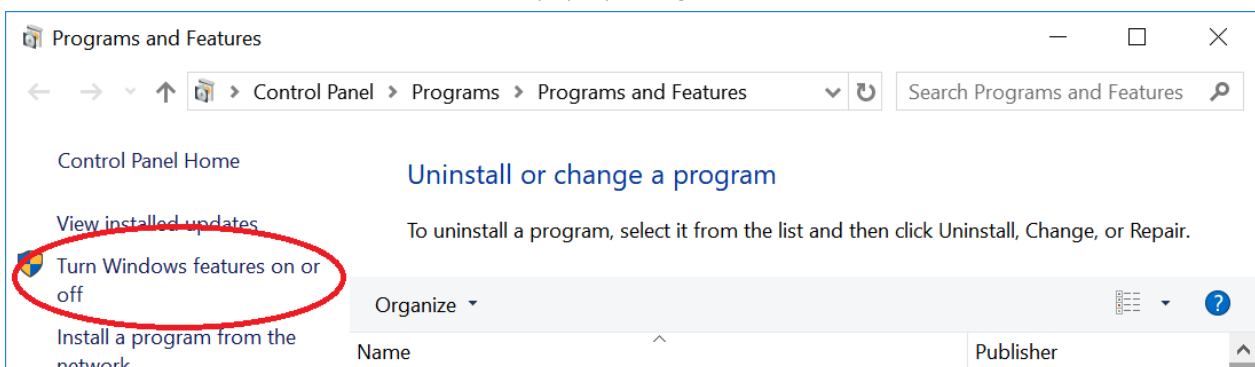 Programs and Features
Control Panel > Programs > Programs and Features
Search Programs and Features
Control Panel Home
View installed updates
Turn Windows features on or
off
Install a program from the
network
Uninstall or change a program
To uninstall a program, select it from the list and then click Uninstall, Change, or Repair.
Organize
?
Name
Publisher